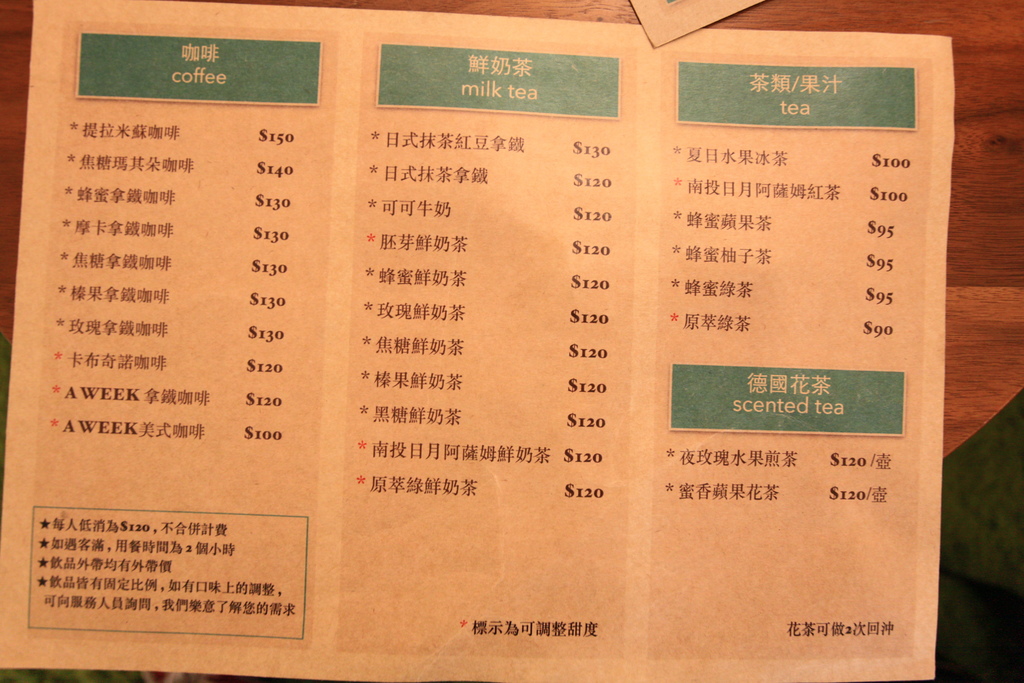 咖啡
coffee
*提拉米蘇咖啡 $150
*焦糖瑪其朵咖啡 $140
*蜂蜜拿鐵咖啡 $130
*摩卡拿鐵咖啡 $130
*焦糖拿鐵咖啡 $130
*榛果拿鐵咖啡 $130
*玫瑰拿鐵咖啡 $130
*卡布奇諾咖啡 $120
*A WEEK 拿鐵咖啡 $120
*A WEEK美式咖啡 $100
★每人低消為$120,不合併計費
★如遇客滿,用餐時間為 2 個小時
★飲品外帶均有外帶價
★飲品皆有固定比例,如有口味上的調整,
可向服務人員詢問,我們樂意了解您的需求
鮮奶茶
milk tea
*日式抹茶紅豆拿鐵 $130
*日式抹茶拿鐵 $120
*可可牛奶 $120
*胚芽鮮奶茶 $120
*蜂蜜鮮奶茶 $120
*玫瑰鮮奶茶 $120
*焦糖鮮奶茶 $120
*榛果鮮奶茶 $120
*黑糖鮮奶茶 $120
*南投日月阿薩姆鮮奶茶 $120
*原萃綠鮮奶茶 $120
*標示為可調整甜度
茶類/果汁
tea
*夏日水果冰茶 $100
*南投日月阿薩姆紅茶 $100
*蜂蜜蘋果茶 $95
*蜂蜜柚子茶 $95
*蜂蜜綠茶 $95
*原萃綠茶 $90
德國花茶
scented tea
*夜玫瑰水果煎茶 $120 /壺
*蜜香蘋果花茶 $120/壺
花茶可做2次回沖